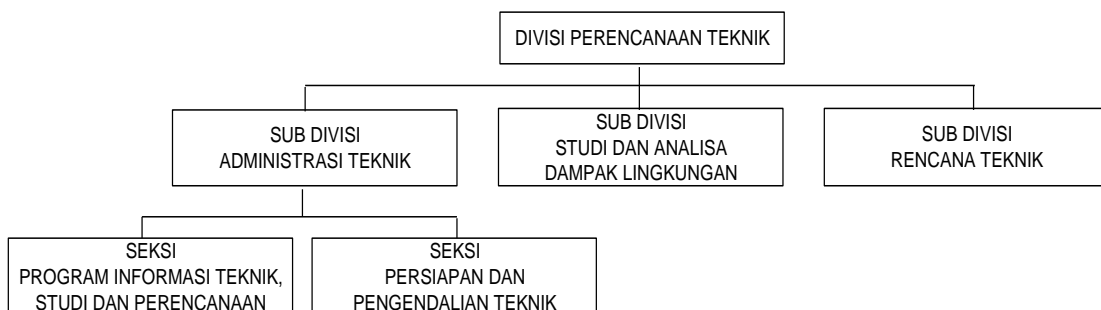 DIVISI PERENCANAAN TEKNIK
SUB DIVISI
ADMINISTRASI TEKNIK
SUB DIVISI
STUDI DAN ANALISA
DAMPAK LINGKUNGAN
SUB DIVISI
RENCANA TEKNIK
SEKSI
PROGRAM INFORMASI TEKNIK,
STUDI DAN PERENCANAAN
SEKSI
PERSIAPAN DAN
PENGENDALIAN TEKNIK